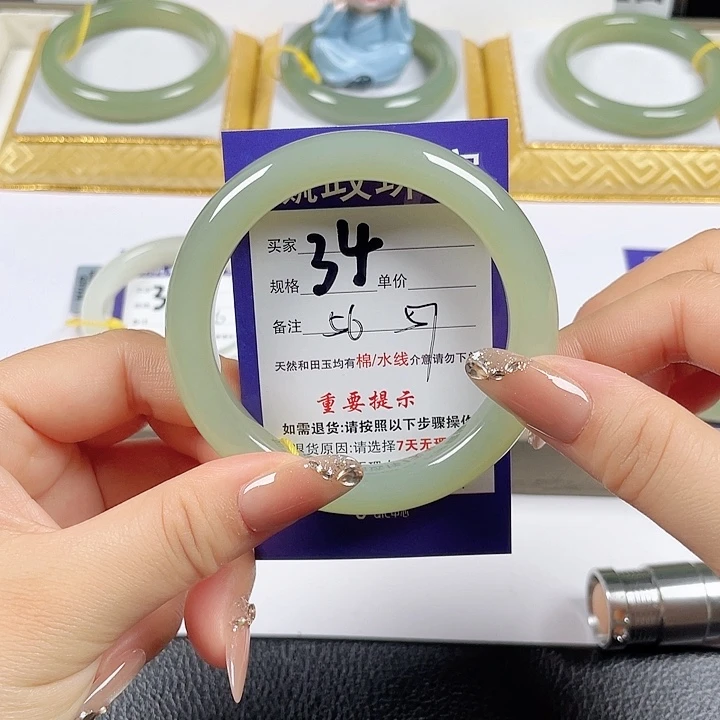 买家 34
规格 单价
备注 56 57
天然和田玉均有棉/水线介意请勿下
重要提示
如需退货:请按照以下步骤操作
退货原因:请选择7天无理